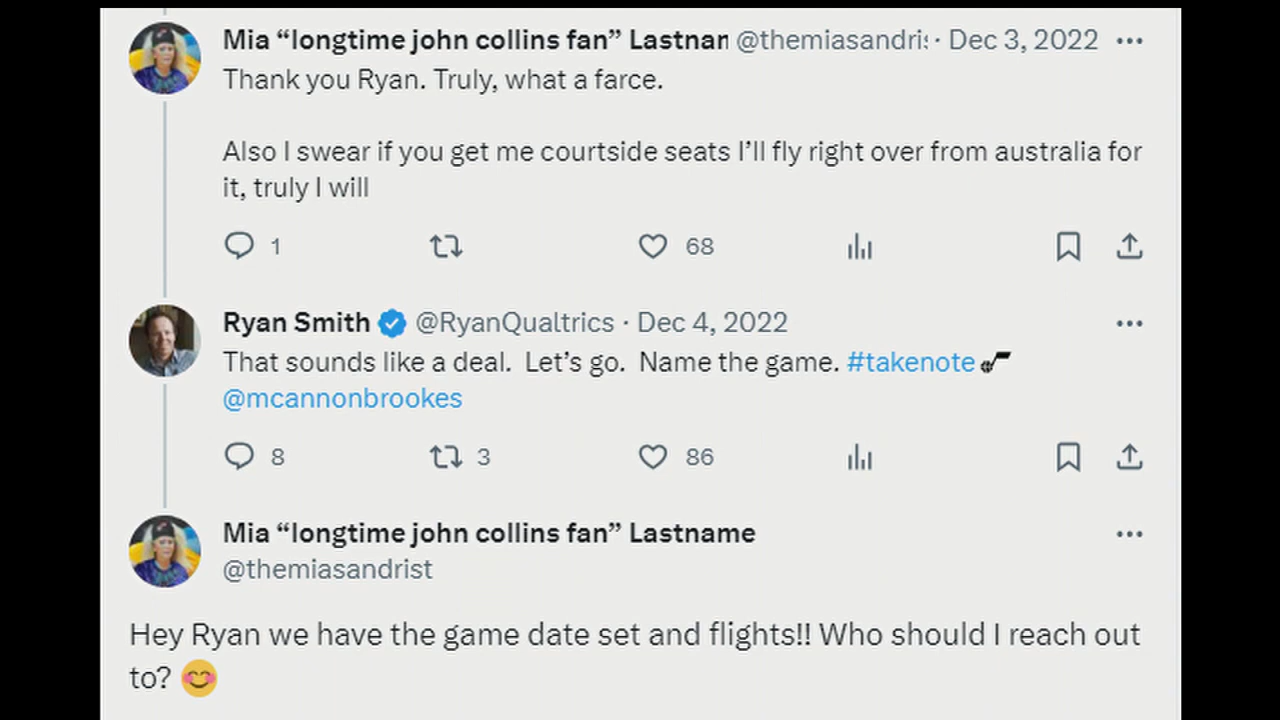 Mia “longtime john collins fan” Lastnar @themiasandris · Dec 3, 2022
Thank you Ryan. Truly, what a farce.
Also I swear if you get me courtside seats I’ll fly right over from australia for
it, truly I will
1 68
Ryan Smith @RyanQualtrics · Dec 4, 2022
That sounds like a deal. Let’s go. Name the game. #takenote
@mcannonbrookes
8 3 86
Mia “longtime john collins fan” Lastname
@themiasandrist
Hey Ryan we have the game date set and flights!! Who should I reach out
to? 😊